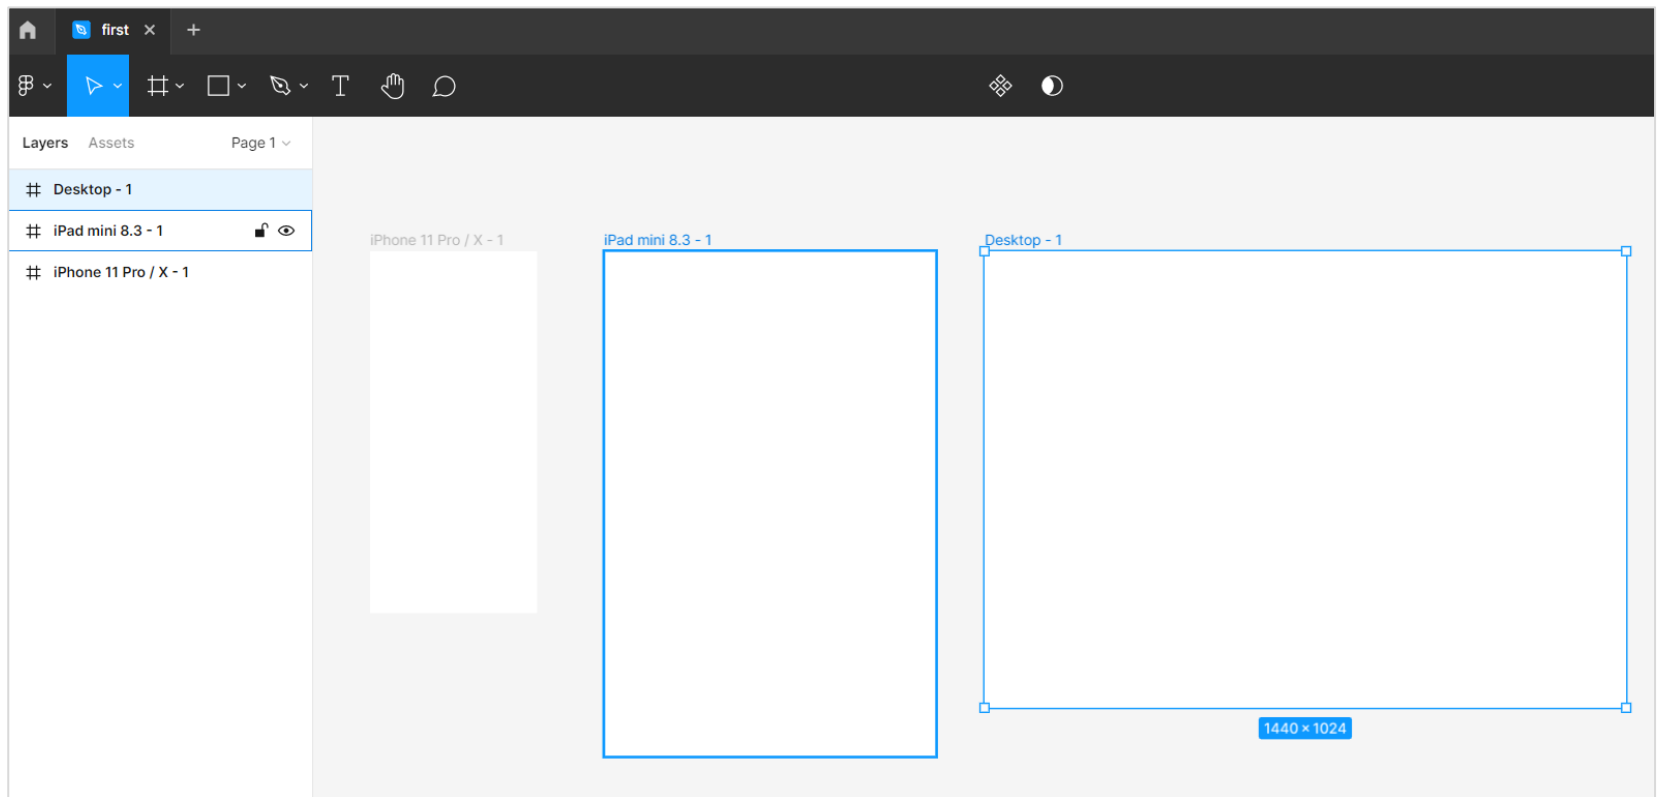 first
Layers Assets Page 1
Desktop - 1
iPad mini 8.3 - 1
iPhone 11 Pro / X - 1
iPhone 11 Pro / X - 1
iPad mini 8.3 - 1
Desktop - 1
1440 × 1024